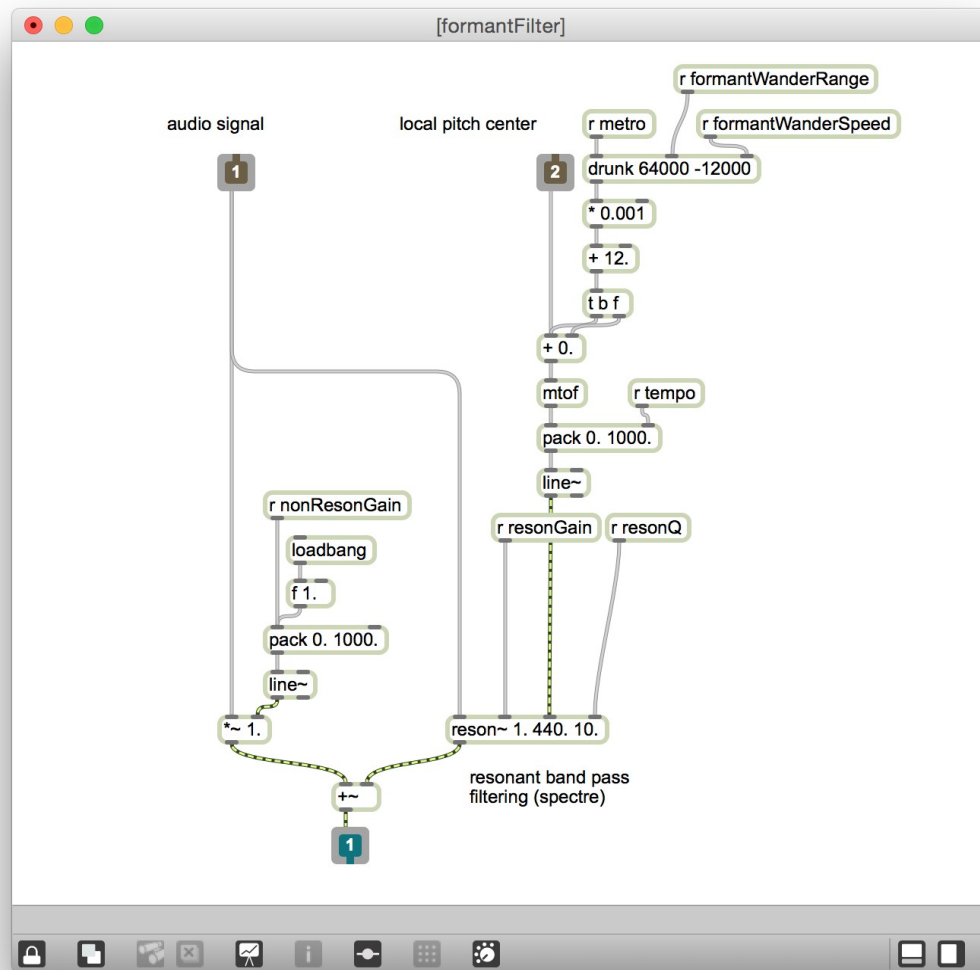 [formantFilter]
r formantWanderRange
audio signal
local pitch center
r metro
r formantWanderSpeed
1
2
drunk 64000 -12000
* 0.001
+ 12.
t b f
+ 0.
mtof
r tempo
pack 0. 1000.
line~
r nonResonGain
r resonGain
r resonQ
loadbang
f 1.
pack 0. 1000.
line~
*~ 1.
reson~ 1. 440. 10.
resonant band pass
filtering (spectre)
+~
1